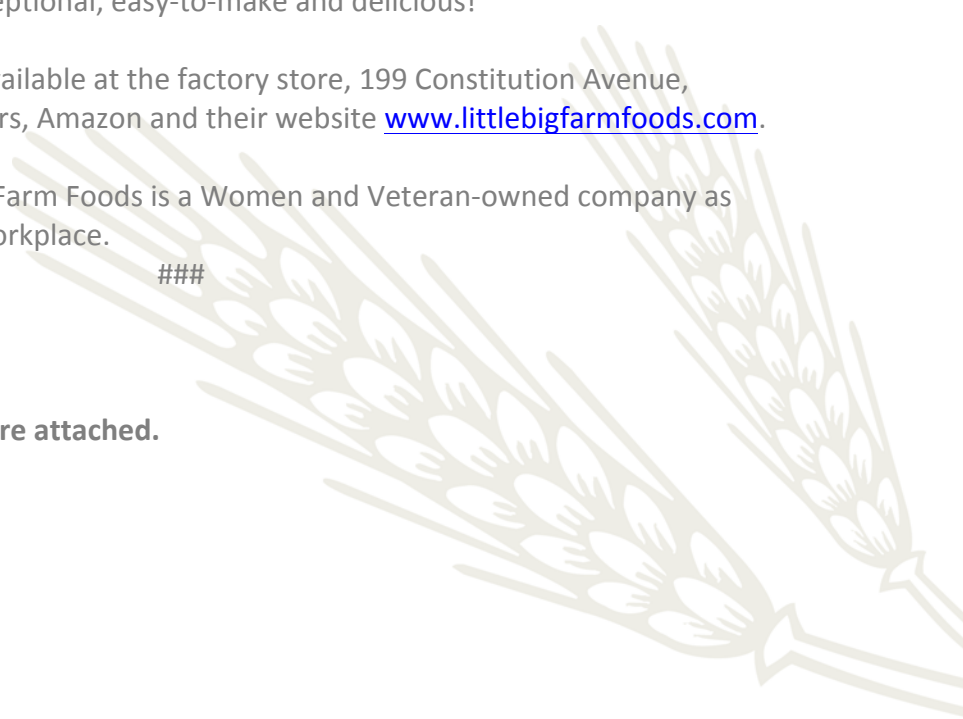 eptional, easy-to-make and delicious!
ailable at the factory store, 199 Constitution Avenue,
rs, Amazon and their website www.littlebigfarmfoods.com.
Farm Foods is a Women and Veteran-owned company as
orkplace.
###
re attached.